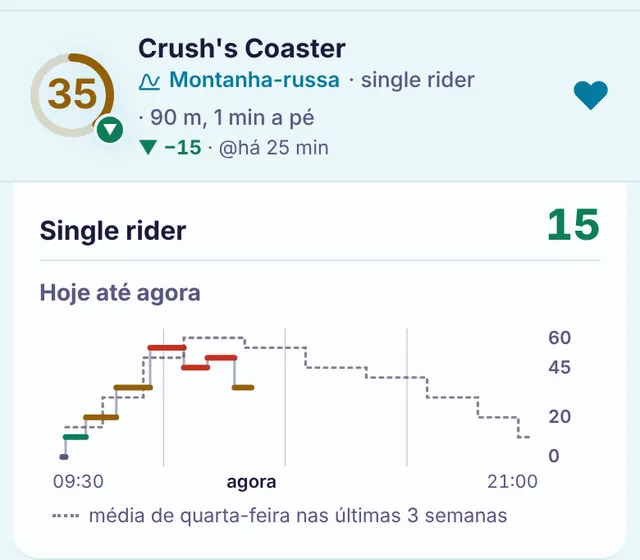 35
Crush's Coaster
Montanha-russa · single rider
· 90 m, 1 min a pé
▼ −15 · @há 25 min
Single rider 15
Hoje até agora
60
45
20
0
09:30 agora 21:00
média de quarta-feira nas últimas 3 semanas